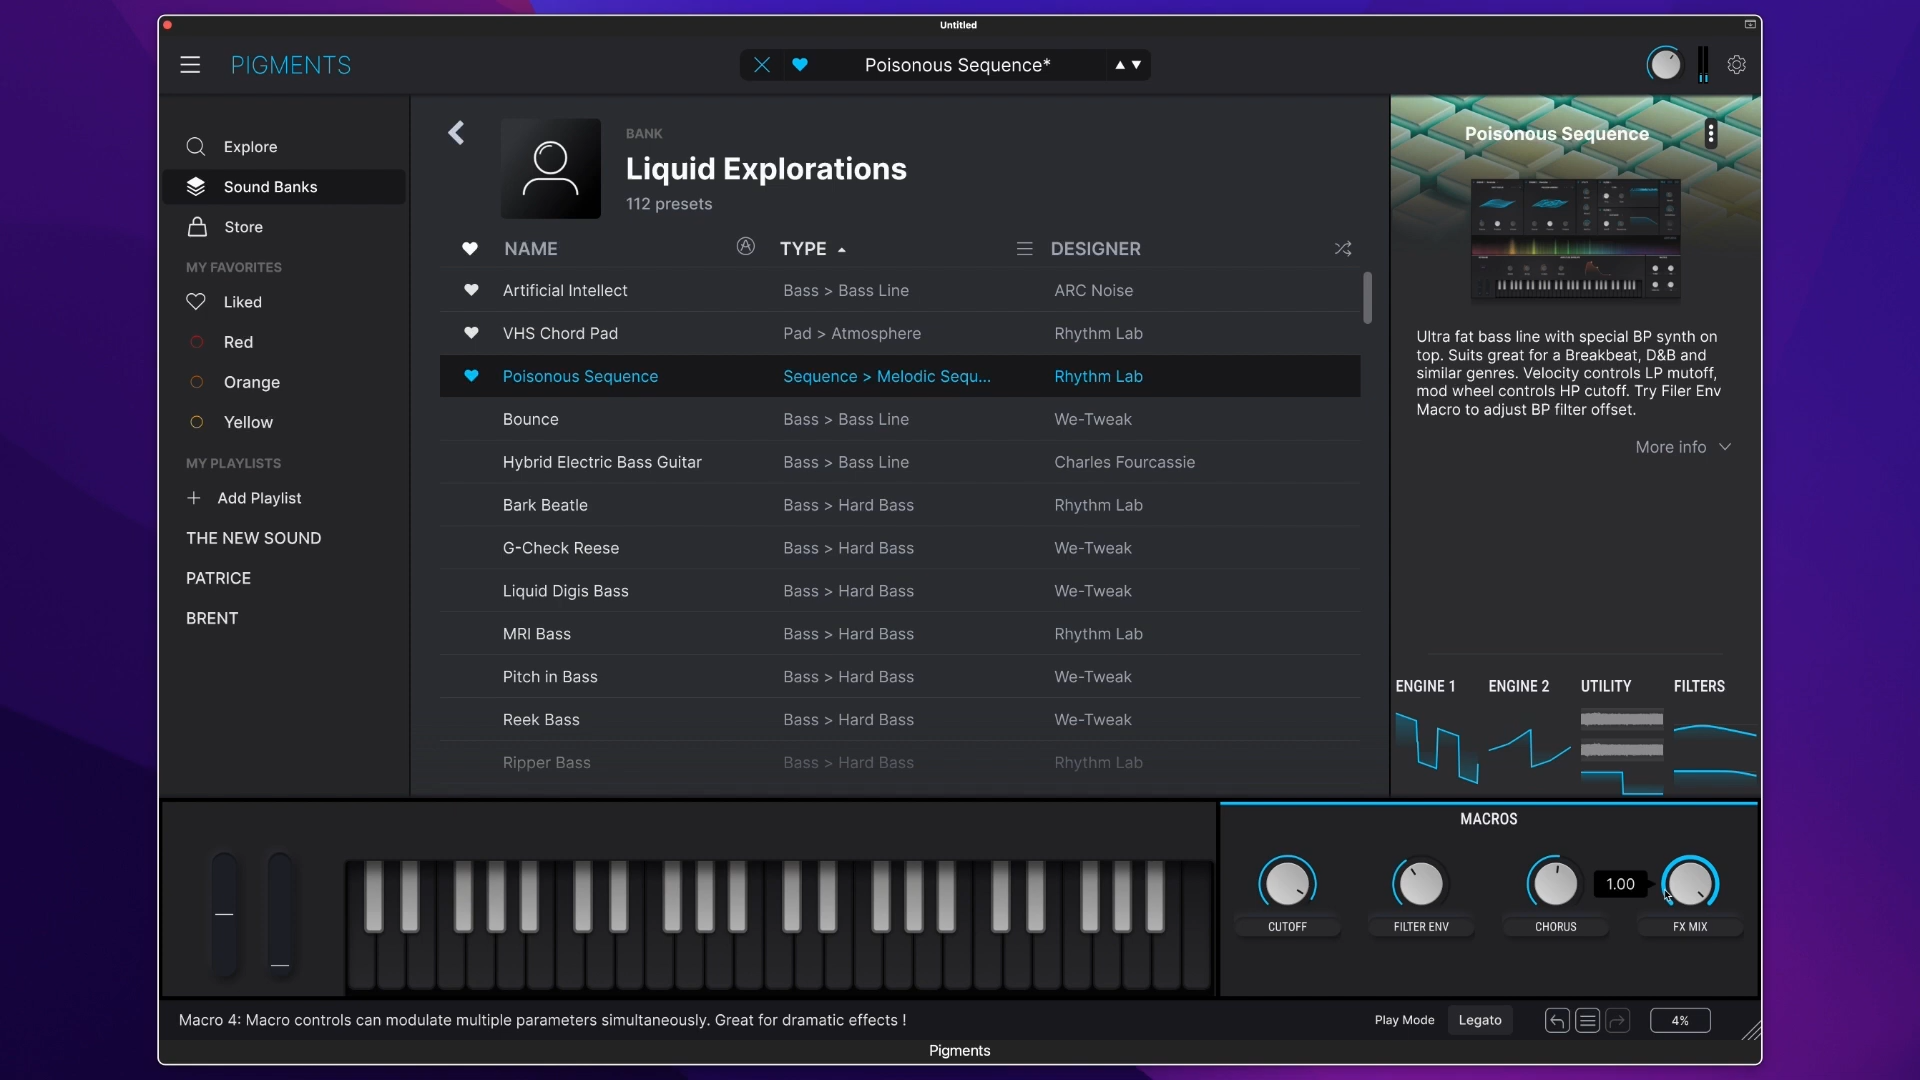 Untitled
PIGMENTS
Poisonous Sequence*
Explore
Sound Banks
Store
MY FAVORITES
Liked
Red
Orange
Yellow
MY PLAYLISTS
Add Playlist
THE NEW SOUND
PATRICE
BRENT
BANK
Liquid Explorations
112 presets
NAME TYPE DESIGNER
Artificial Intellect Bass > Bass Line ARC Noise
VHS Chord Pad Pad > Atmosphere Rhythm Lab
Poisonous Sequence Sequence > Melodic Sequ... Rhythm Lab
Bounce Bass > Bass Line We-Tweak
Hybrid Electric Bass Guitar Bass > Bass Line Charles Fourcassie
Bark Beatle Bass > Hard Bass Rhythm Lab
G-Check Reese Bass > Hard Bass We-Tweak
Liquid Digis Bass Bass > Hard Bass We-Tweak
MRI Bass Bass > Hard Bass Rhythm Lab
Pitch in Bass Bass > Hard Bass We-Tweak
Reek Bass Bass > Hard Bass We-Tweak
Ripper Bass Bass > Hard Bass Rhythm Lab
Poisonous Sequence
Ultra fat bass line with special BP synth on
top. Suits great for a Breakbeat, D&B and
similar genres. Velocity controls LP mutoff,
mod wheel controls HP cutoff. Try Filer Env
Macro to adjust BP filter offset.
More info
ENGINE 1 ENGINE 2 UTILITY FILTERS
MACROS
1.00
CUTOFF FILTER ENV CHORUS FX MIX
Macro 4: Macro controls can modulate multiple parameters simultaneously. Great for dramatic effects !
Play Mode Legato 4%
Pigments